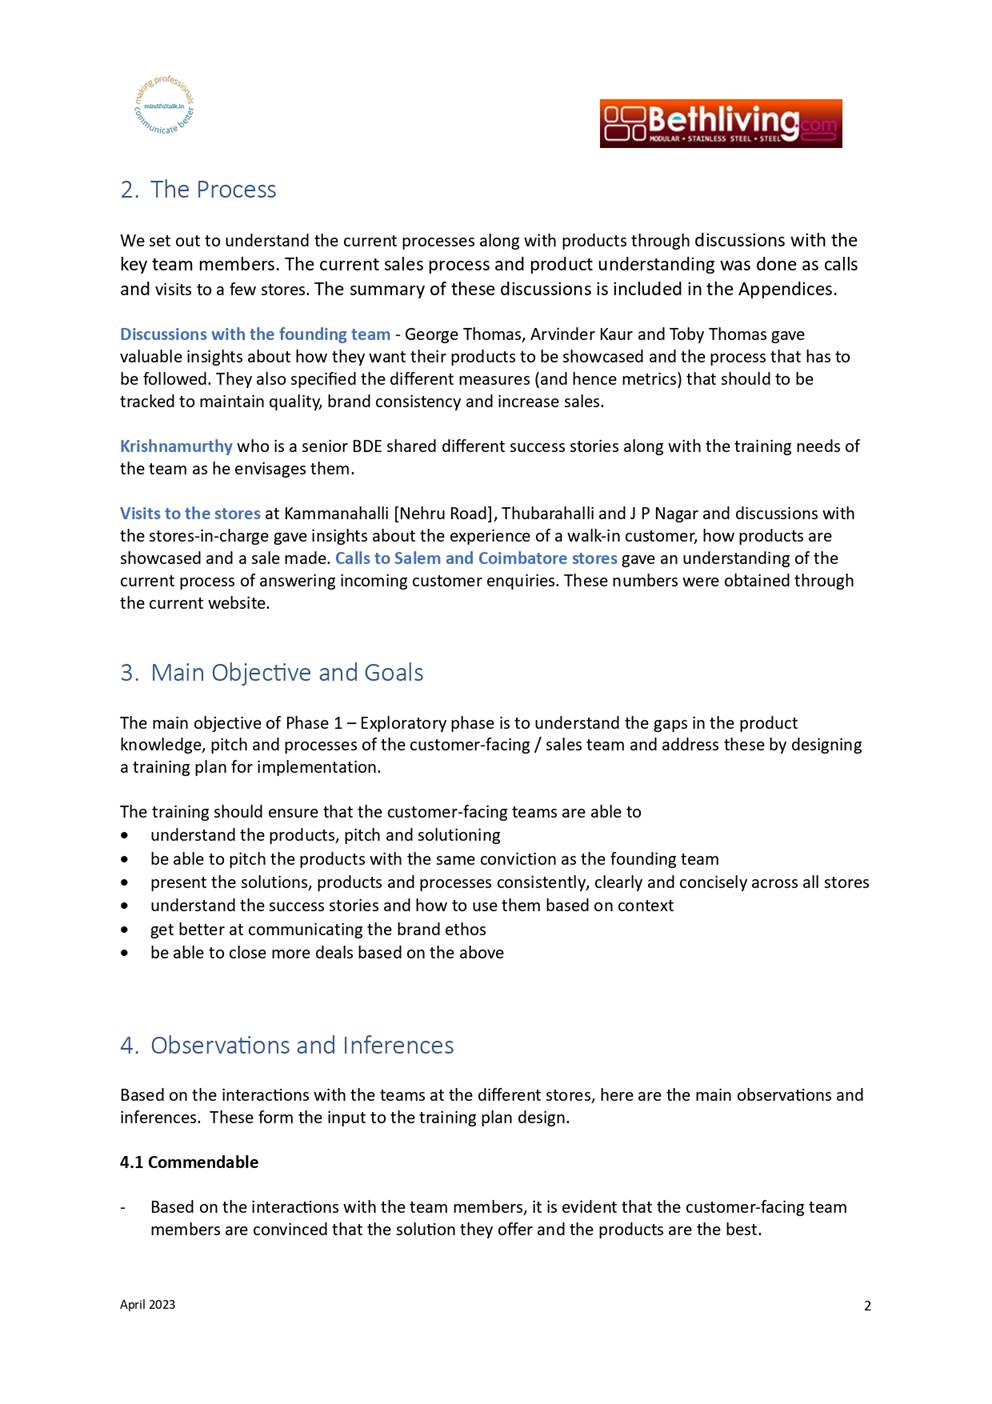 making professionals
mindfultalk.in
communicate better
Bethliving.com
MODULAR • STAINLESS STEEL • STEEL
2. The Process
We set out to understand the current processes along with products through discussions with the
key team members. The current sales process and product understanding was done as calls
and visits to a few stores. The summary of these discussions is included in the Appendices.
Discussions with the founding team - George Thomas, Arvinder Kaur and Toby Thomas gave
valuable insights about how they want their products to be showcased and the process that has to
be followed. They also specified the different measures (and hence metrics) that should to be
tracked to maintain quality, brand consistency and increase sales.
Krishnamurthy who is a senior BDE shared different success stories along with the training needs of
the team as he envisages them.
Visits to the stores at Kammanahalli [Nehru Road], Thubarahalli and J P Nagar and discussions with
the stores-in-charge gave insights about the experience of a walk-in customer, how products are
showcased and a sale made. Calls to Salem and Coimbatore stores gave an understanding of the
current process of answering incoming customer enquiries. These numbers were obtained through
the current website.
3. Main Objective and Goals
The main objective of Phase 1 – Exploratory phase is to understand the gaps in the product
knowledge, pitch and processes of the customer-facing / sales team and address these by designing
a training plan for implementation.
The training should ensure that the customer-facing teams are able to
• understand the products, pitch and solutioning
• be able to pitch the products with the same conviction as the founding team
• present the solutions, products and processes consistently, clearly and concisely across all stores
• understand the success stories and how to use them based on context
• get better at communicating the brand ethos
• be able to close more deals based on the above
4. Observations and Inferences
Based on the interactions with the teams at the different stores, here are the main observations and
inferences.  These form the input to the training plan design.
4.1 Commendable
- Based on the interactions with the team members, it is evident that the customer-facing team
members are convinced that the solution they offer and the products are the best.
April 2023
2